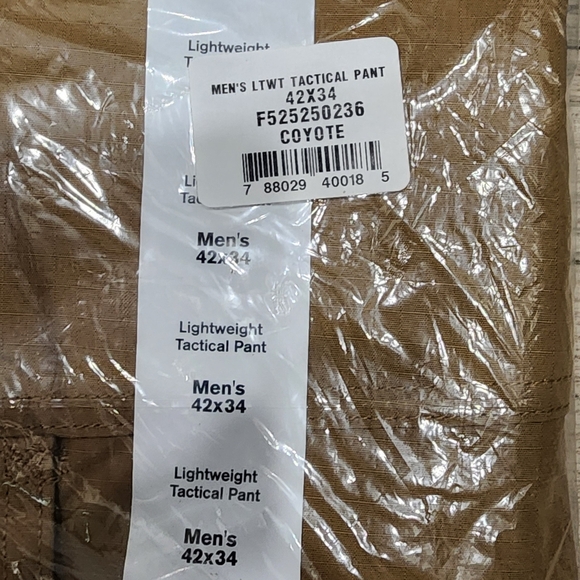 Lightweight
MEN'S LTWT TACTICAL PANT
42X34
F525250236
COYOTE
7 88029 40018 5
Men's
42x34
Lightweight
Tactical Pant
Men's
42x34
Lightweight
Tactical Pant
Men's
42x34